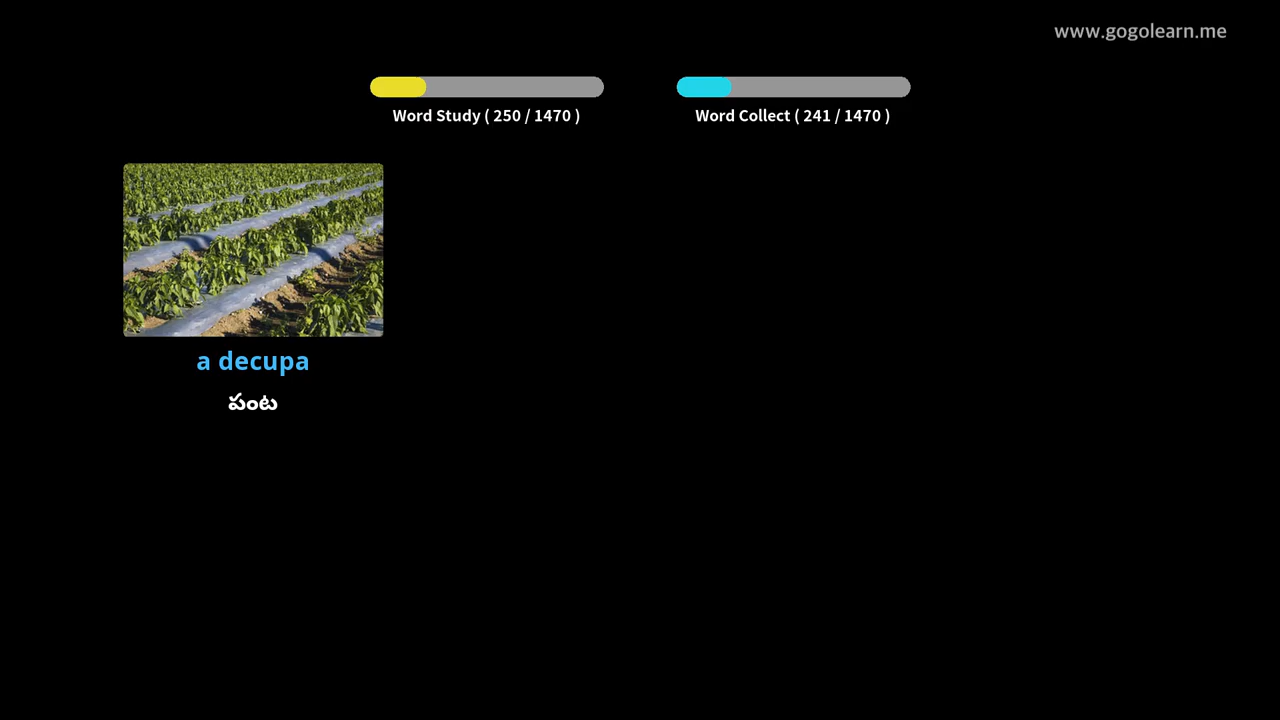 www.gogolearn.me
Word Study ( 250 / 1470 )
Word Collect ( 241 / 1470 )
a decupa
పంట